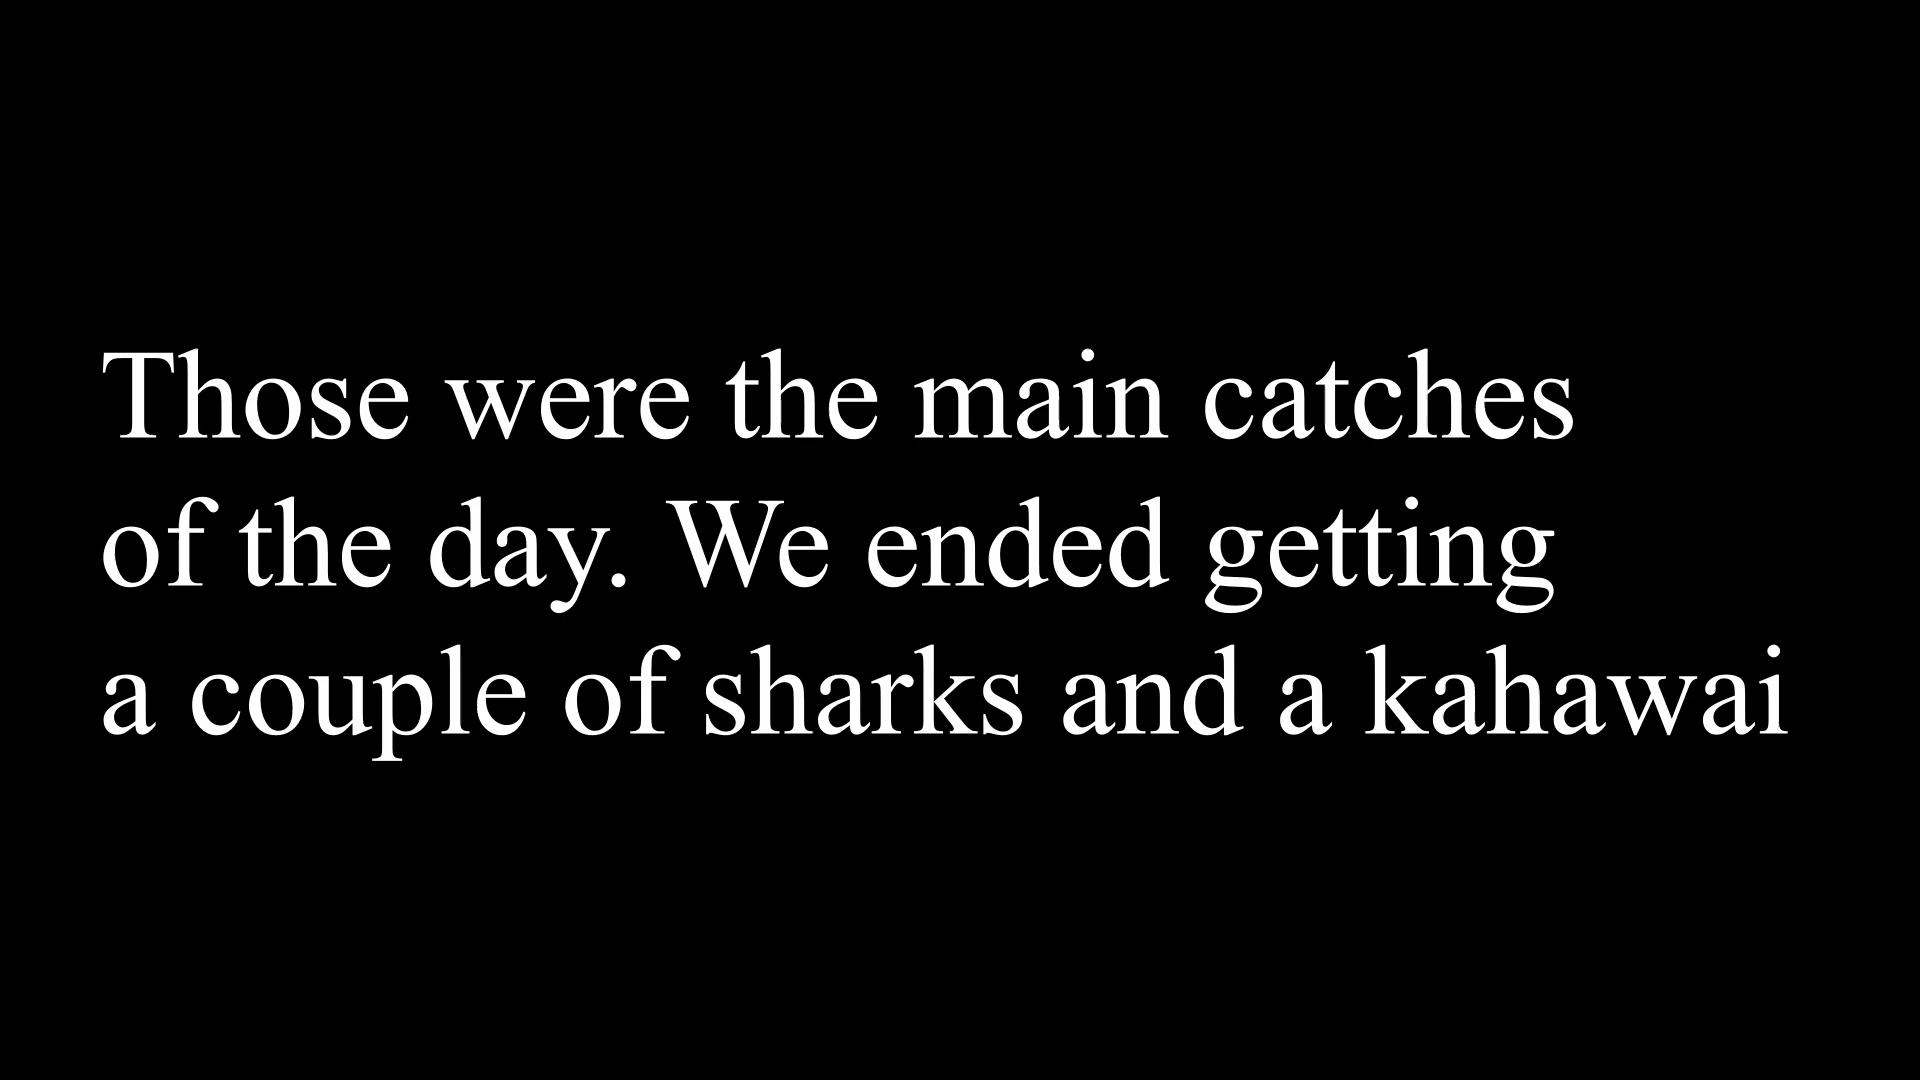 Those were the main catches
of the day. We ended getting
a couple of sharks and a kahawai